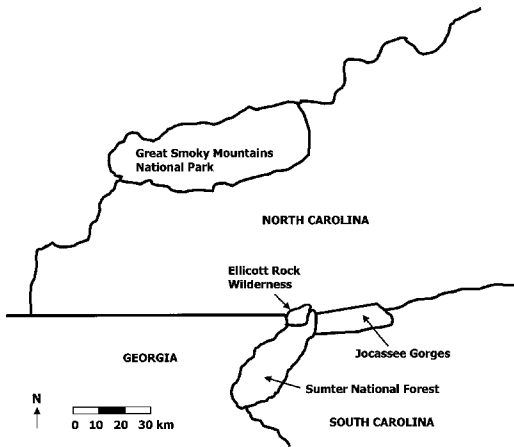 Great Smoky Mountains
National Park
NORTH CAROLINA
Ellicott Rock
Wilderness
GEORGIA
Jocassee Gorges
Sumter National Forest
N
0 10 20 30 km
SOUTH CAROLINA